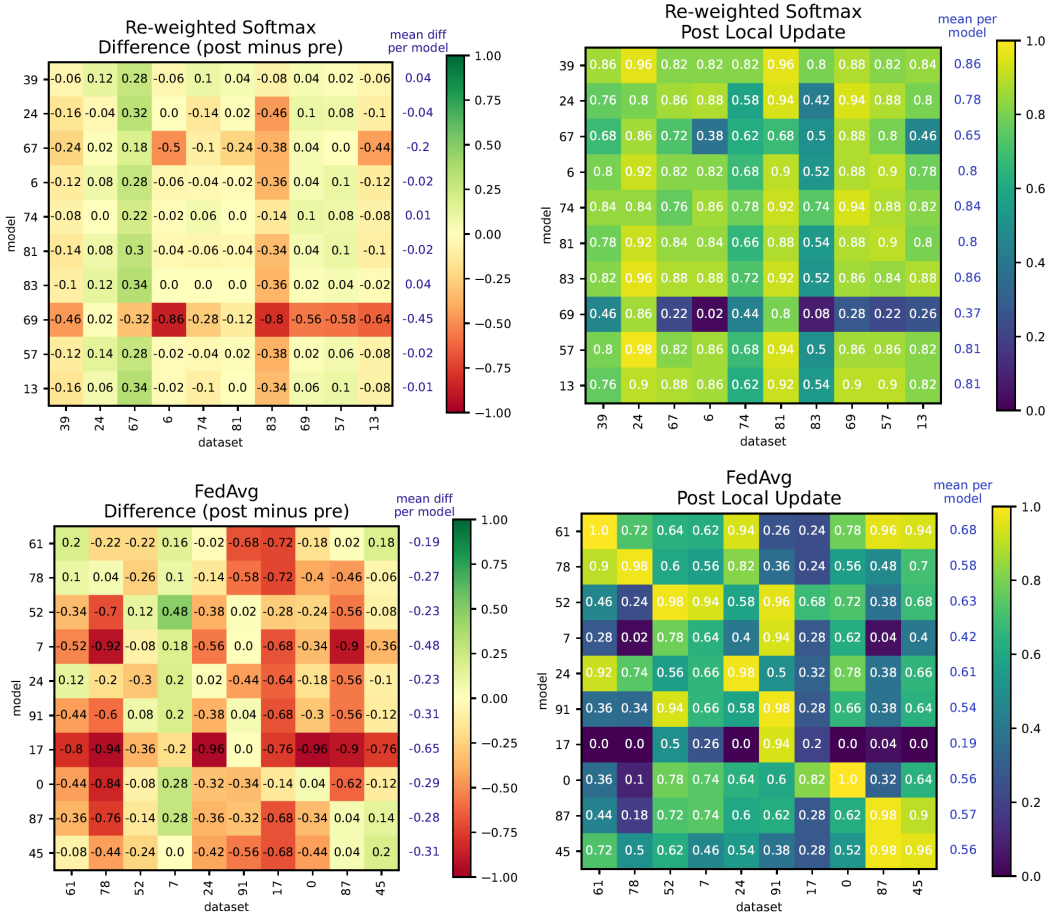 Re-weighted Softmax
Difference (post minus pre)
mean diff
per model
39 -0.06 0.12 0.28 -0.06 0.1 0.04 -0.08 0.04 0.02 -0.06 0.04
24 -0.16 -0.04 0.32 0.0 -0.14 0.02 -0.46 0.1 0.08 -0.1 -0.04
67 -0.24 0.02 0.18 -0.5 -0.1 -0.24 -0.38 0.04 0.0 -0.44 -0.2
6 -0.12 0.08 0.28 -0.06 -0.04 -0.02 -0.36 0.04 0.1 -0.12 -0.02
74 -0.08 0.0 0.22 -0.02 0.06 0.0 -0.14 0.1 0.08 -0.08 0.01
81 -0.14 0.08 0.3 -0.04 -0.06 -0.04 -0.34 0.04 0.1 -0.1 -0.02
83 -0.1 0.12 0.34 0.0 0.0 0.0 -0.36 0.02 0.04 -0.02 0.04
69 -0.46 0.02 -0.32 -0.86 -0.28 -0.12 -0.8 -0.56 -0.58 -0.64 -0.45
57 -0.12 0.14 0.28 -0.02 -0.04 0.02 -0.38 0.02 0.06 -0.08 -0.02
13 -0.16 0.06 0.34 -0.02 -0.1 0.0 -0.34 0.06 0.1 -0.08 -0.01
39 24 67 6 74 81 83 69 57 13
model
dataset
1.00
0.75
0.50
0.25
0.00
−0.25
−0.50
−0.75
−1.00
Re-weighted Softmax
Post Local Update
mean per
model
39 0.86 0.96 0.82 0.82 0.82 0.96 0.8 0.88 0.82 0.84 0.86
24 0.76 0.8 0.86 0.88 0.58 0.94 0.42 0.94 0.88 0.8 0.78
67 0.68 0.86 0.72 0.38 0.62 0.68 0.5 0.88 0.8 0.46 0.65
6 0.8 0.92 0.82 0.82 0.68 0.9 0.52 0.88 0.9 0.78 0.8
74 0.84 0.84 0.76 0.86 0.78 0.92 0.74 0.94 0.88 0.82 0.84
81 0.78 0.92 0.84 0.84 0.66 0.88 0.54 0.88 0.9 0.8 0.8
83 0.82 0.96 0.88 0.88 0.72 0.92 0.52 0.86 0.84 0.88 0.86
69 0.46 0.86 0.22 0.02 0.44 0.8 0.08 0.28 0.22 0.26 0.37
57 0.8 0.98 0.82 0.86 0.68 0.94 0.5 0.86 0.86 0.82 0.81
13 0.76 0.9 0.88 0.86 0.62 0.92 0.54 0.9 0.9 0.82 0.81
39 24 67 6 74 81 83 69 57 13
model
dataset
1.0
0.8
0.6
0.4
0.2
0.0
FedAvg
Difference (post minus pre)
mean diff
per model
61 0.2 -0.22 -0.22 0.16 -0.02 -0.68 -0.72 -0.18 0.02 0.18 -0.19
78 0.1 0.04 -0.26 0.1 -0.14 -0.58 -0.72 -0.4 -0.46 -0.06 -0.27
52 -0.34 -0.7 0.12 0.48 -0.38 0.02 -0.28 -0.24 -0.56 -0.08 -0.23
7 -0.52 -0.92 -0.08 0.18 -0.56 0.0 -0.68 -0.34 -0.9 -0.36 -0.48
24 0.12 -0.2 -0.3 0.2 0.02 -0.44 -0.64 -0.18 -0.56 -0.1 -0.23
91 -0.44 -0.6 0.08 0.2 -0.38 0.04 -0.68 -0.3 -0.56 -0.12 -0.31
17 -0.8 -0.94 -0.36 -0.2 -0.96 0.0 -0.76 -0.96 -0.9 -0.76 -0.65
0 -0.44 -0.84 -0.08 0.28 -0.32 -0.34 -0.14 0.04 -0.62 -0.12 -0.29
87 -0.36 -0.76 -0.14 0.28 -0.36 -0.32 -0.68 -0.34 0.04 0.14 -0.28
45 -0.08 -0.44 -0.24 0.0 -0.42 -0.56 -0.68 -0.44 0.04 0.2 -0.31
61 78 52 7 24 91 17 0 87 45
model
dataset
1.00
0.75
0.50
0.25
0.00
−0.25
−0.50
−0.75
−1.00
FedAvg
Post Local Update
mean per
model
61 1.0 0.72 0.64 0.62 0.94 0.26 0.24 0.78 0.96 0.94 0.68
78 0.9 0.98 0.6 0.56 0.82 0.36 0.24 0.56 0.48 0.7 0.58
52 0.46 0.24 0.98 0.94 0.58 0.96 0.68 0.72 0.38 0.68 0.63
7 0.28 0.02 0.78 0.64 0.4 0.94 0.28 0.62 0.04 0.4 0.42
24 0.92 0.74 0.56 0.66 0.98 0.5 0.32 0.78 0.38 0.66 0.61
91 0.36 0.34 0.94 0.66 0.58 0.98 0.28 0.66 0.38 0.64 0.54
17 0.0 0.0 0.5 0.26 0.0 0.94 0.2 0.0 0.04 0.0 0.19
0 0.36 0.1 0.78 0.74 0.64 0.6 0.82 1.0 0.32 0.64 0.56
87 0.44 0.18 0.72 0.74 0.6 0.62 0.28 0.62 0.98 0.9 0.57
45 0.72 0.5 0.62 0.46 0.54 0.38 0.28 0.52 0.98 0.96 0.56
61 78 52 7 24 91 17 0 87 45
model
dataset
1.0
0.8
0.6
0.4
0.2
0.0